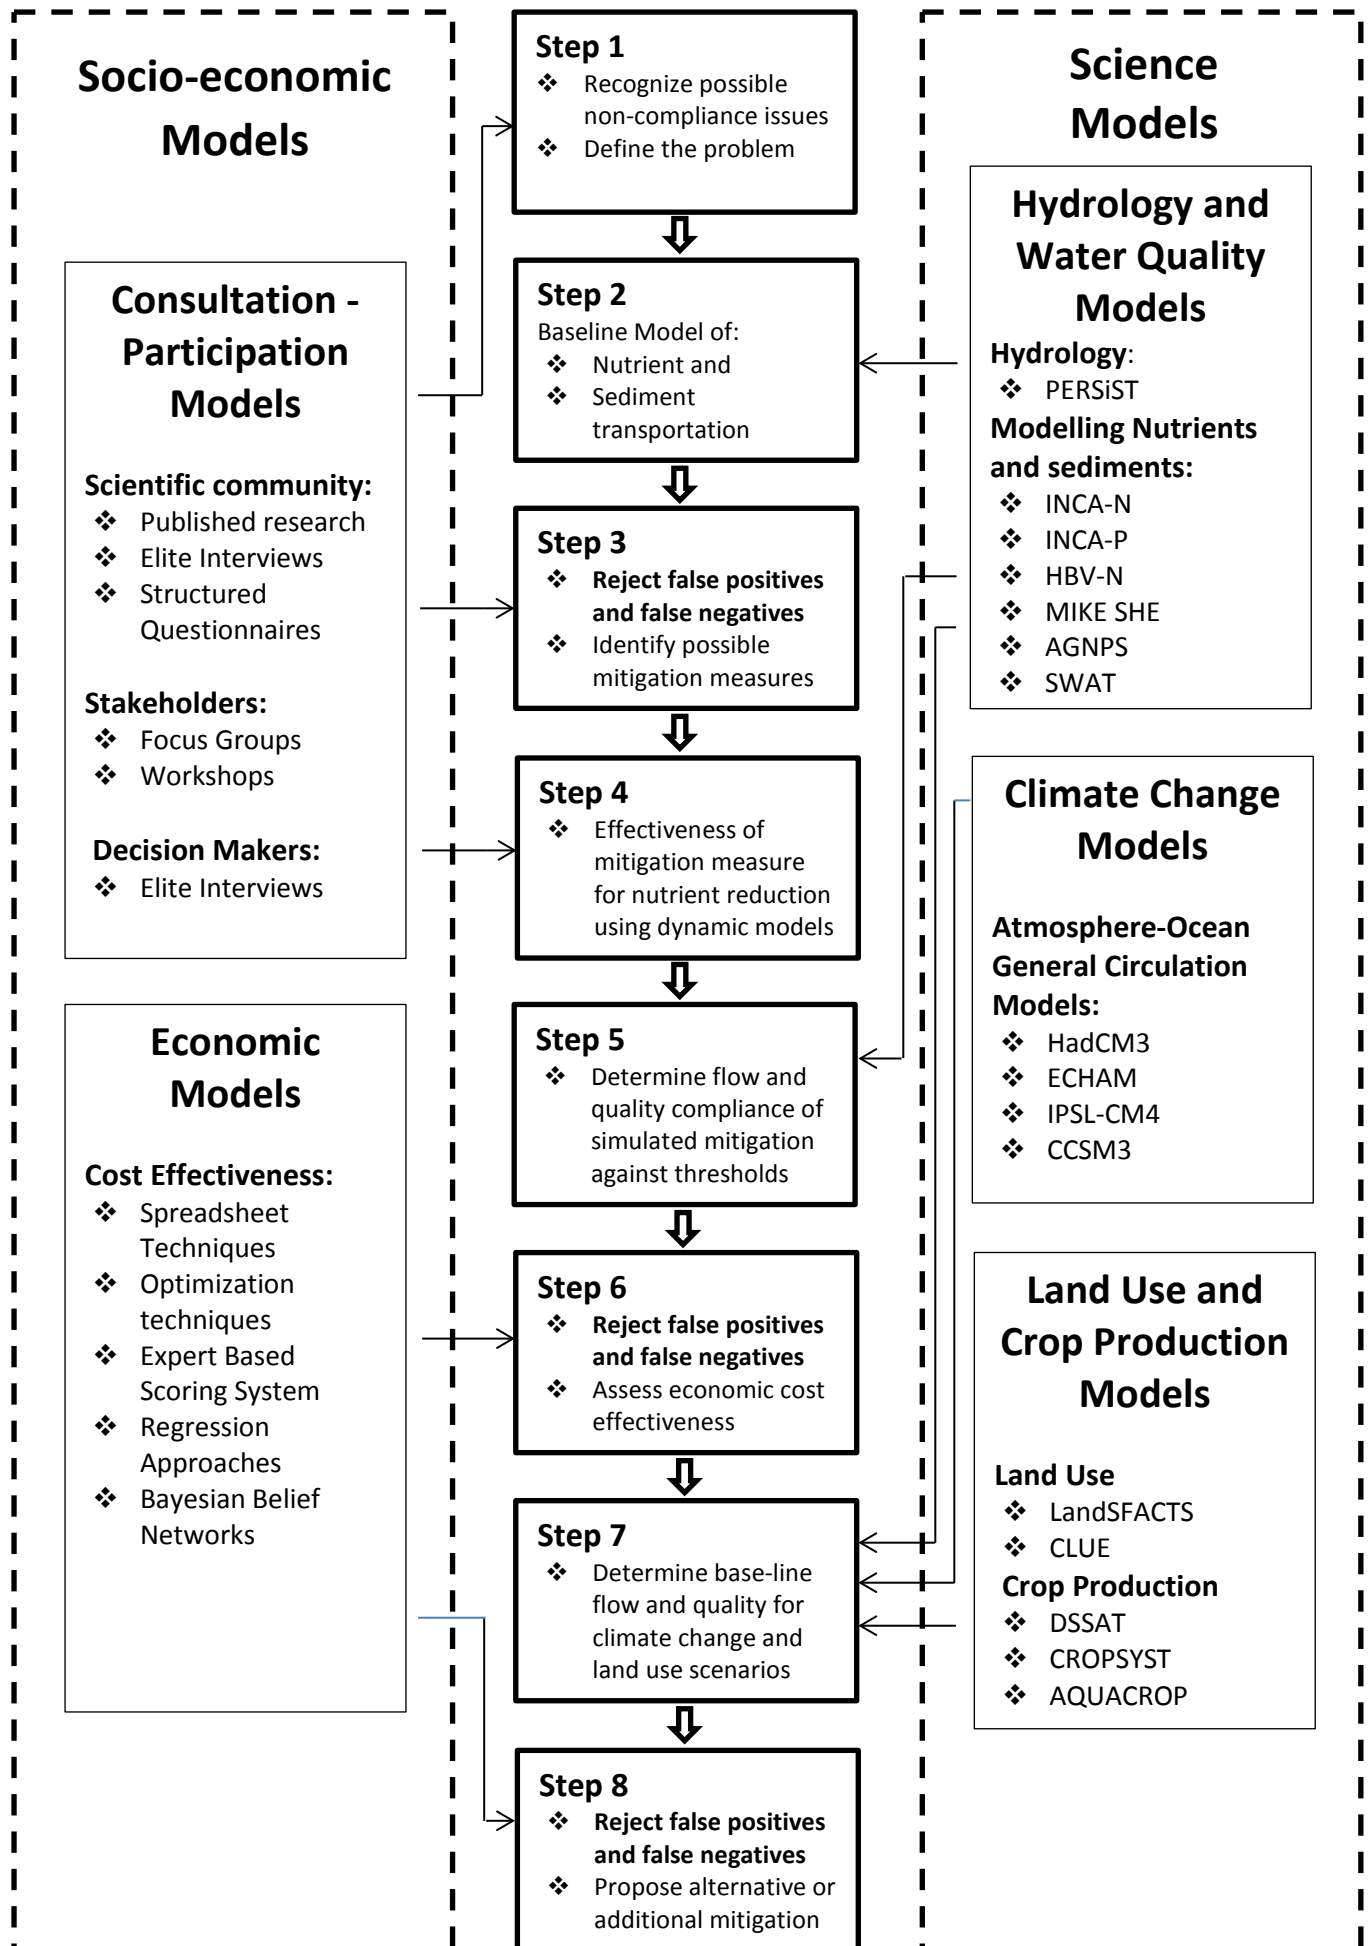 Socio-economic
Models
Consultation -
Participation
Models
Scientific community:
❖ Published research
❖ Elite Interviews
❖ Structured
Questionnaires
Stakeholders:
❖ Focus Groups
❖ Workshops
Decision Makers:
❖ Elite Interviews
Economic
Models
Cost Effectiveness:
❖ Spreadsheet
Techniques
❖ Optimization
techniques
❖ Expert Based
Scoring System
❖ Regression
Approaches
❖ Bayesian Belief
Networks
Step 1
❖ Recognize possible
non-compliance issues
❖ Define the problem
Step 2
Baseline Model of:
❖ Nutrient and
❖ Sediment
transportation
Step 3
❖ Reject false positives
and false negatives
❖ Identify possible
mitigation measures
Step 4
❖ Effectiveness of
mitigation measure
for nutrient reduction
using dynamic models
Step 5
❖ Determine flow and
quality compliance of
simulated mitigation
against thresholds
Step 6
❖ Reject false positives
and false negatives
❖ Assess economic cost
effectiveness
Step 7
❖ Determine base-line
flow and quality for
climate change and
land use scenarios
Step 8
❖ Reject false positives
and false negatives
❖ Propose alternative or
additional mitigation
Science
Models
Hydrology and
Water Quality
Models
Hydrology:
❖ PERSiST
Modelling Nutrients
and sediments:
❖ INCA-N
❖ INCA-P
❖ HBV-N
❖ MIKE SHE
❖ AGNPS
❖ SWAT
Climate Change
Models
Atmosphere-Ocean
General Circulation
Models:
❖ HadCM3
❖ ECHAM
❖ IPSL-CM4
❖ CCSM3
Land Use and
Crop Production
Models
Land Use
❖ LandSFACTS
❖ CLUE
Crop Production
❖ DSSAT
❖ CROPSYST
❖ AQUACROP